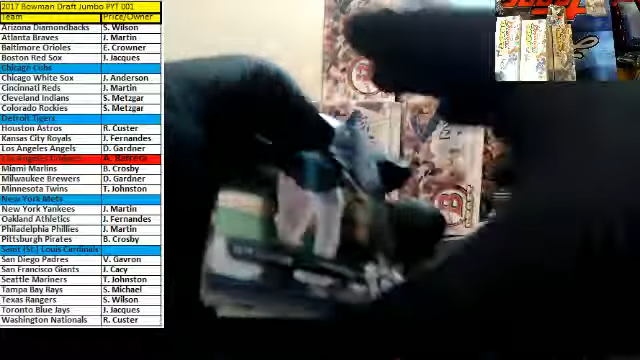 2017 Bowman Draft Jumbo PYT 001
Team Price/Owner
Arizona Diamondbacks S. Wilson
Atlanta Braves J. Martin
Baltimore Orioles E. Crowner
Boston Red Sox J. Jacques
Chicago Cubs
Chicago White Sox J. Anderson
Cincinnati Reds J. Martin
Cleveland Indians S. Metzgar
Colorado Rockies S. Metzgar
Detroit Tigers
Houston Astros R. Custer
Kansas City Royals J. Fernandes
Los Angeles Angels D. Gardner
Los Angeles Dodgers A. Barrera
Miami Marlins B. Crosby
Milwaukee Brewers D. Gardner
Minnesota Twins T. Johnston
New York Mets
New York Yankees J. Martin
Oakland Athletics J. Fernandes
Philadelphia Phillies J. Martin
Pittsburgh Pirates B. Crosby
Saint (St.) Louis Cardinals
San Diego Padres V. Gavron
San Francisco Giants J. Cacy
Seattle Mariners T. Johnston
Tampa Bay Rays S. Michael
Texas Rangers S. Wilson
Toronto Blue Jays J. Jacques
Washington Nationals R. Custer